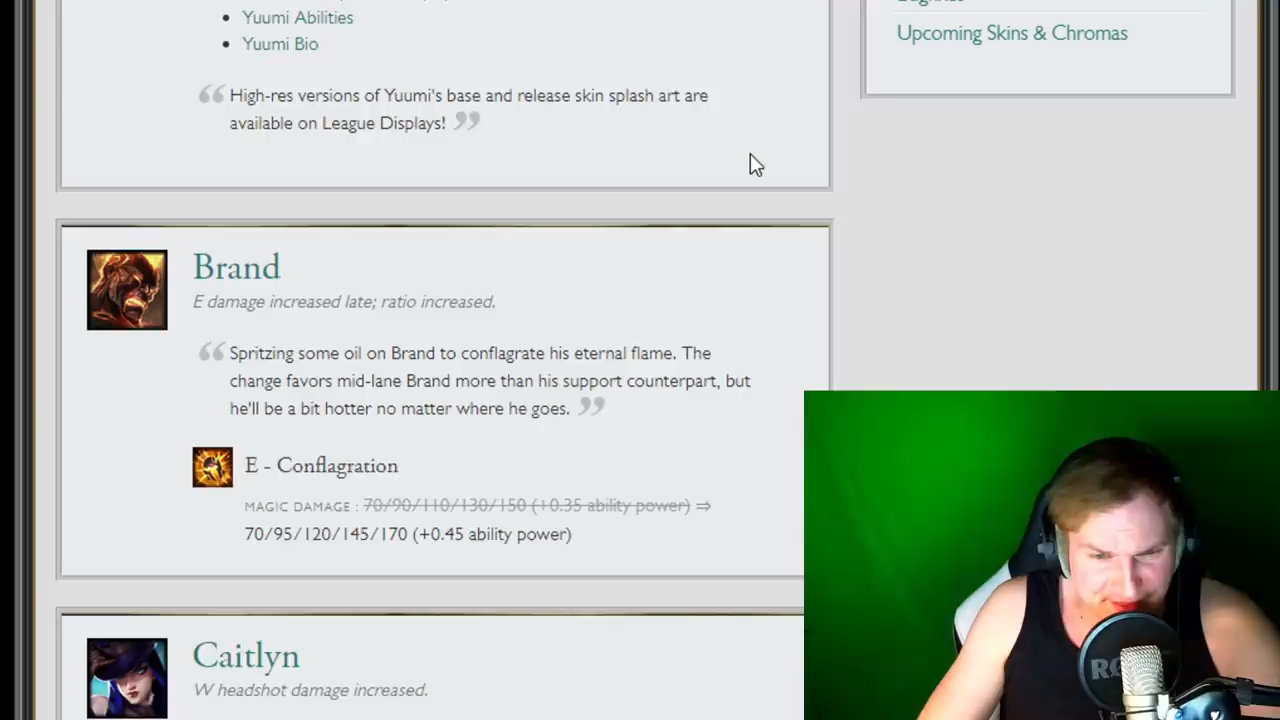 Upcoming Skins & Chromas
Yuumi Abilities
Yuumi Bio
High-res versions of Yuumi's base and release skin splash art are
available on League Displays!
Brand
E damage increased late; ratio increased.
Spritzing some oil on Brand to conflagrate his eternal flame. The
change favors mid-lane Brand more than his support counterpart, but
he'll be a bit hotter no matter where he goes.
E - Conflagration
MAGIC DAMAGE : 70/90/110/130/150 (+0.35 ability power) ⇒
70/95/120/145/170 (+0.45 ability power)
Caitlyn
W headshot damage increased.